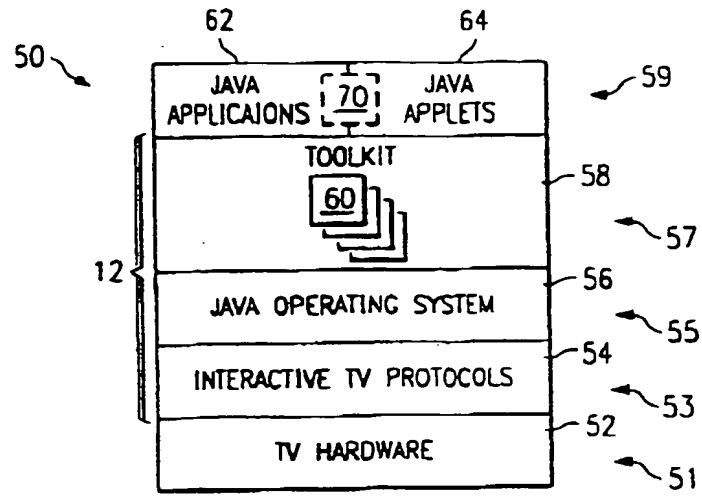 62
64
50
JAVA APPLICAIONS
70
JAVA APPLETS
59
TOOLKIT
60
58
57
12
56
JAVA OPERATING SYSTEM
55
54
INTERACTIVE TV PROTOCOLS
53
52
TV HARDWARE
51